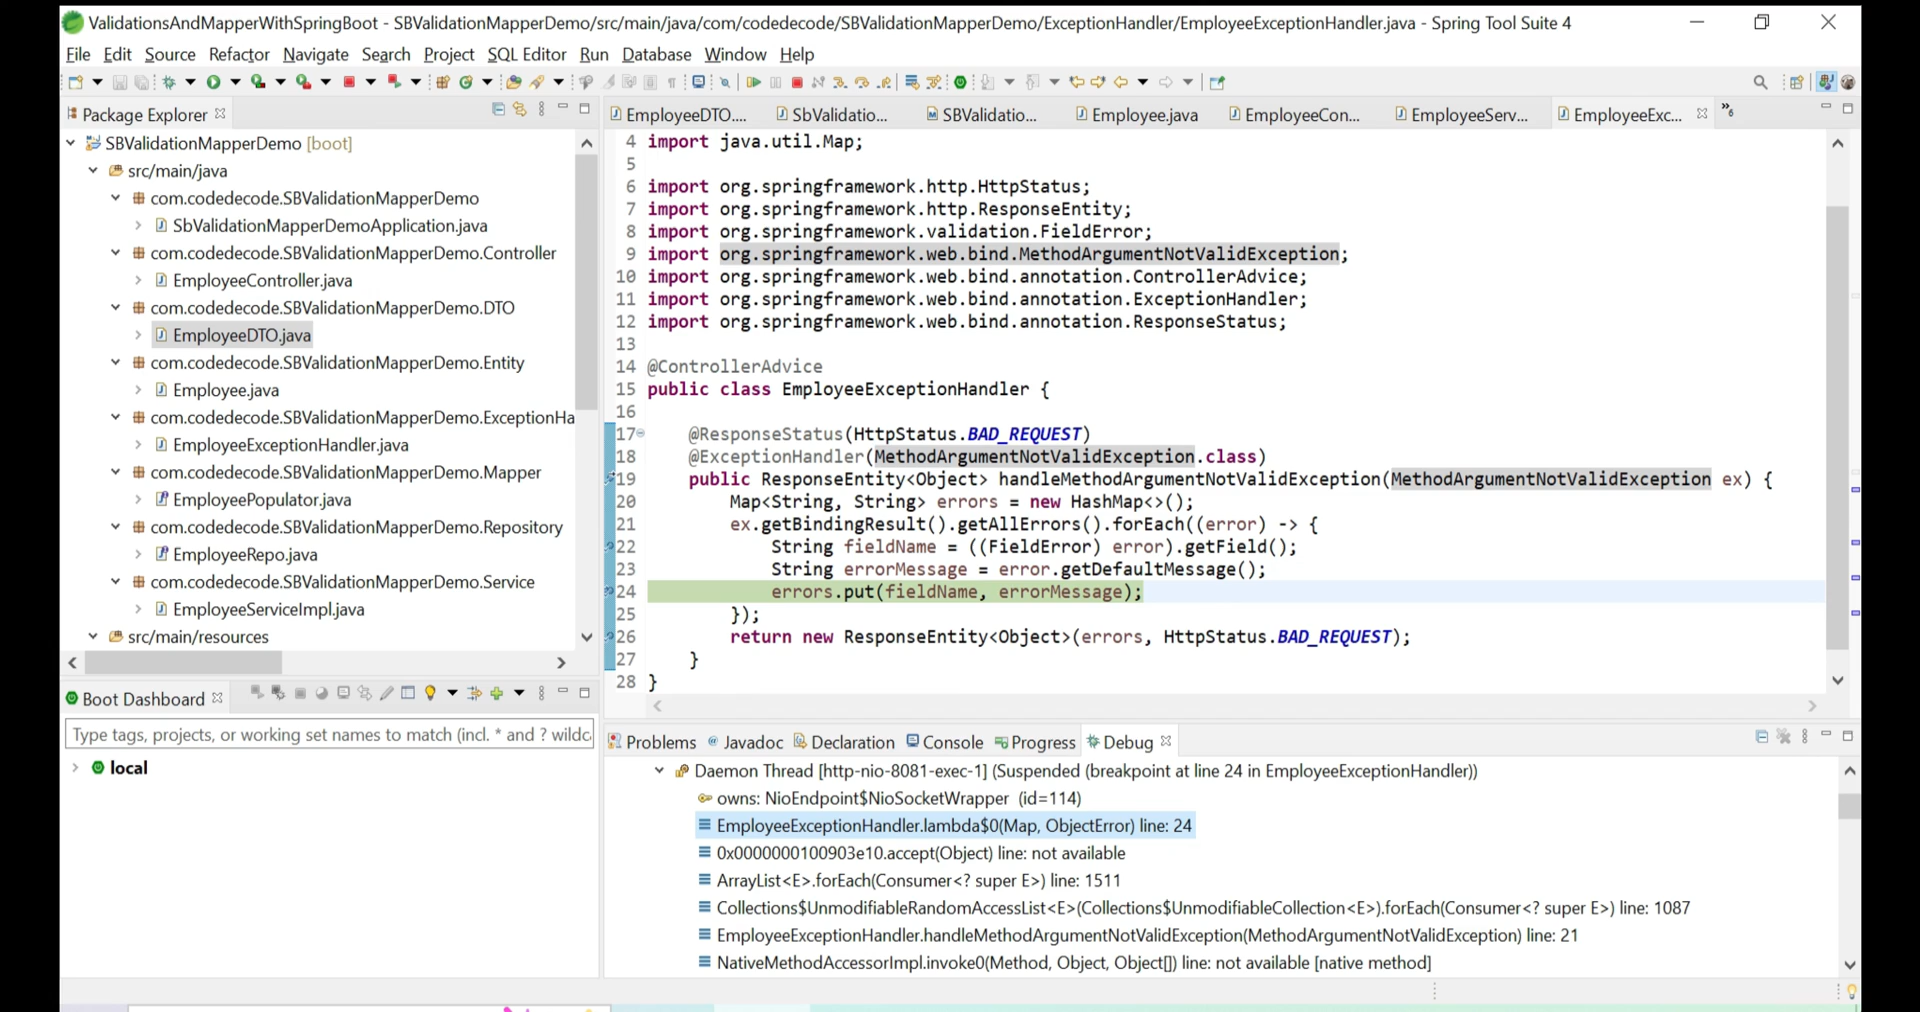 ValidationsAndMapperWithSpringBoot - SBValidationMapperDemo/src/main/java/com/codedecode/SBValidationMapperDemo/ExceptionHandler/EmployeeExceptionHandler.java - Spring Tool Suite 4
File Edit Source Refactor Navigate Search Project SQL Editor Run Database Window Help
Package Explorer
SBValidationMapperDemo [boot]
src/main/java
com.codedecode.SBValidationMapperDemo
SbValidationMapperDemoApplication.java
com.codedecode.SBValidationMapperDemo.Controller
EmployeeController.java
com.codedecode.SBValidationMapperDemo.DTO
EmployeeDTO.java
com.codedecode.SBValidationMapperDemo.Entity
Employee.java
com.codedecode.SBValidationMapperDemo.ExceptionHa
EmployeeExceptionHandler.java
com.codedecode.SBValidationMapperDemo.Mapper
EmployeePopulator.java
com.codedecode.SBValidationMapperDemo.Repository
EmployeeRepo.java
com.codedecode.SBValidationMapperDemo.Service
EmployeeServiceImpl.java
src/main/resources
Boot Dashboard
Type tags, projects, or working set names to match (incl. * and ? wildc
local
EmployeeDTO.... SbValidatio... SBValidatio... Employee.java EmployeeCon... EmployeeServ... EmployeeExc... »6
4 import java.util.Map;
5
6 import org.springframework.http.HttpStatus;
7 import org.springframework.http.ResponseEntity;
8 import org.springframework.validation.FieldError;
9 import org.springframework.web.bind.MethodArgumentNotValidException;
10 import org.springframework.web.bind.annotation.ControllerAdvice;
11 import org.springframework.web.bind.annotation.ExceptionHandler;
12 import org.springframework.web.bind.annotation.ResponseStatus;
13
14 @ControllerAdvice
15 public class EmployeeExceptionHandler {
16
17 @ResponseStatus(HttpStatus.BAD_REQUEST)
18 @ExceptionHandler(MethodArgumentNotValidException.class)
19 public ResponseEntity<Object> handleMethodArgumentNotValidException(MethodArgumentNotValidException ex) {
20 Map<String, String> errors = new HashMap<>();
21 ex.getBindingResult().getAllErrors().forEach((error) -> {
22 String fieldName = ((FieldError) error).getField();
23 String errorMessage = error.getDefaultMessage();
24 errors.put(fieldName, errorMessage);
25 });
26 return new ResponseEntity<Object>(errors, HttpStatus.BAD_REQUEST);
27 }
28 }
Problems Javadoc Declaration Console Progress Debug
Daemon Thread [http-nio-8081-exec-1] (Suspended (breakpoint at line 24 in EmployeeExceptionHandler))
owns: NioEndpoint$NioSocketWrapper (id=114)
EmployeeExceptionHandler.lambda$0(Map, ObjectError) line: 24
0x0000000100903e10.accept(Object) line: not available
ArrayList<E>.forEach(Consumer<? super E>) line: 1511
Collections$UnmodifiableRandomAccessList<E>(Collections$UnmodifiableCollection<E>).forEach(Consumer<? super E>) line: 1087
EmployeeExceptionHandler.handleMethodArgumentNotValidException(MethodArgumentNotValidException) line: 21
NativeMethodAccessorImpl.invoke0(Method, Object, Object[]) line: not available [native method]